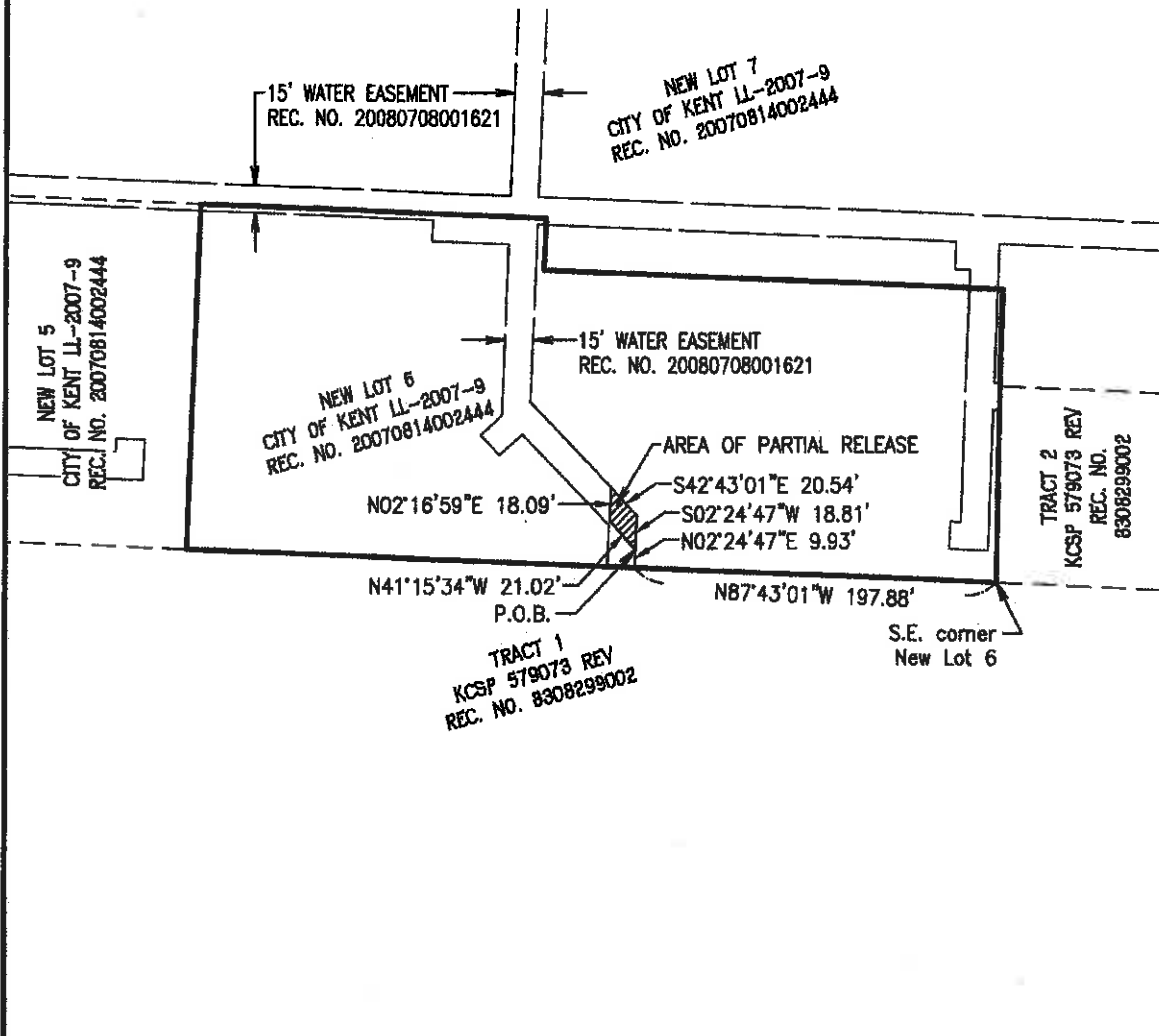 NEW LOT 7
CITY OF KENT LL-2007-9
REC. NO. 20070814002444
15' WATER EASEMENT
REC. NO. 20080708001621
NEW LOT 5
CITY OF KENT LL-2007-9
REC. NO. 20070814002444
15' WATER EASEMENT
REC. NO. 20080708001621
NEW LOT 6
CITY OF KENT LL-2007-9
REC. NO. 20070814002444
AREA OF PARTIAL RELEASE
TRACT 2
KCSP 579073 REV
REC. NO.
8308299002
S42°43'01"E 20.54'
N02°16'59"E 18.09'
S02°24'47"W 18.81'
N02°24'47"E 9.93'
N41°15'34"W 21.02'
N87°43'01"W 197.88'
P.O.B.
S.E. corner
New Lot 6
TRACT 1
KCSP 579073 REV
REC. NO. 8308299002